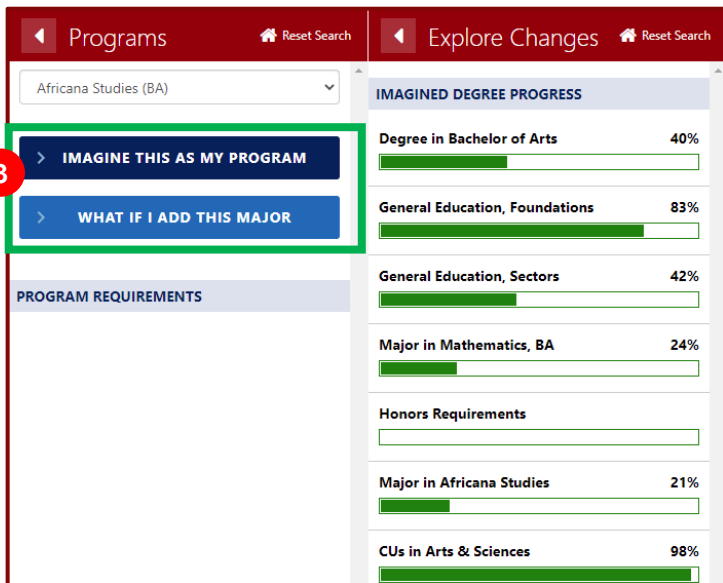 Programs
Reset Search
Africana Studies (BA)
3
IMAGINE THIS AS MY PROGRAM
WHAT IF I ADD THIS MAJOR
PROGRAM REQUIREMENTS
Explore Changes
Reset Search
IMAGINED DEGREE PROGRESS
Degree in Bachelor of Arts 40%
General Education, Foundations 83%
General Education, Sectors 42%
Major in Mathematics, BA 24%
Honors Requirements
Major in Africana Studies 21%
CUs in Arts & Sciences 98%